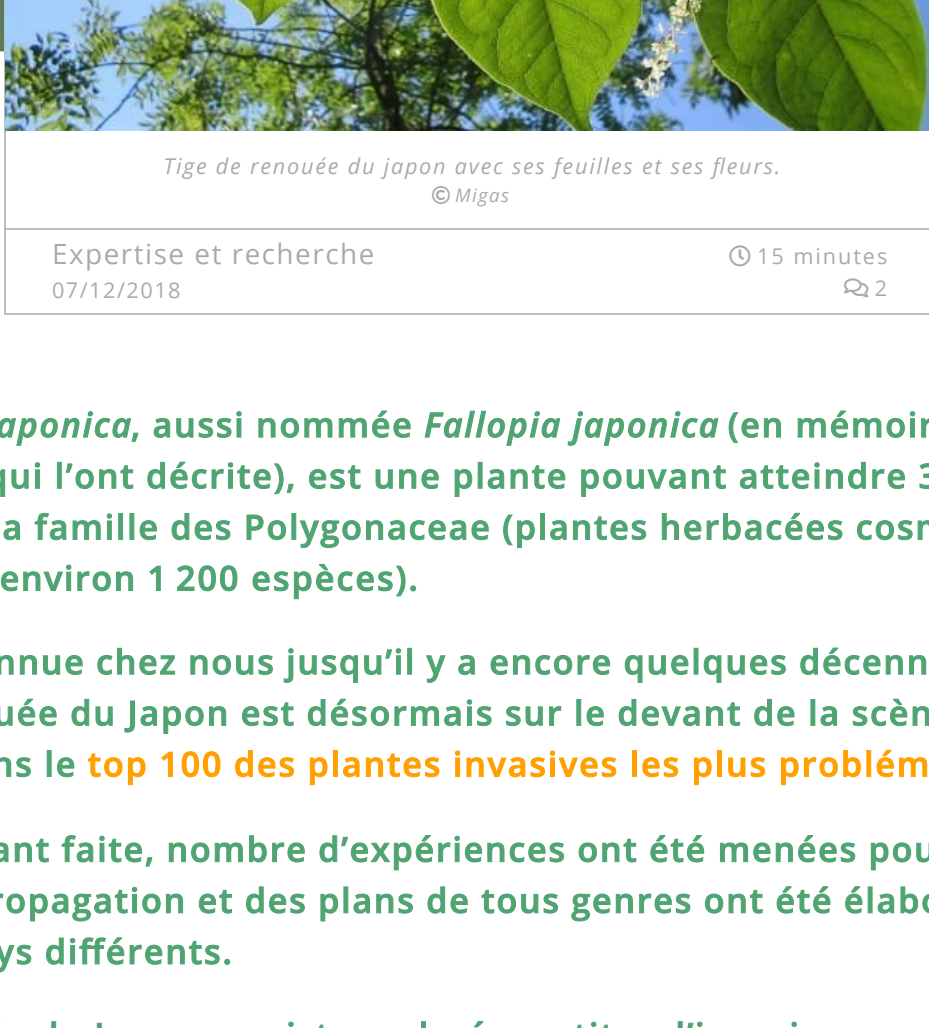 Tige de renouée du japon avec ses feuilles et ses fleurs.
© Migas
Expertise et recherche
15 minutes
07/12/2018
2
aponica, aussi nommée Fallopia japonica (en mémoir
qui l’ont décrite), est une plante pouvant atteindre 3
a famille des Polygonaceae (plantes herbacées cosm
environ 1 200 espèces).
nnue chez nous jusqu’il y a encore quelques décenn
uée du Japon est désormais sur le devant de la scèn
ns le top 100 des plantes invasives les plus problém
ant faite, nombre d’expériences ont été menées pou
ropagation et des plans de tous genres ont été élabo
ys différents.